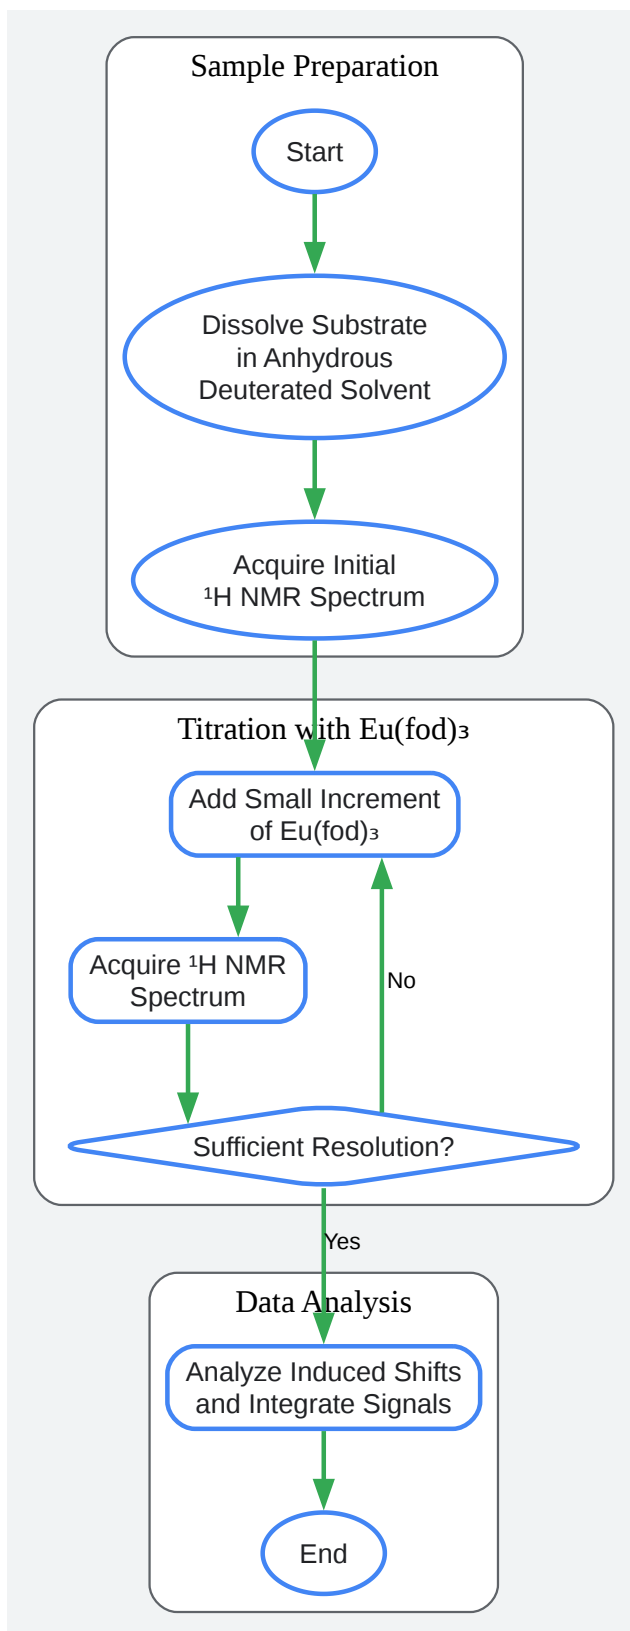 Sample Preparation
Start
Dissolve Substrate
in Anhydrous
Deuterated Solvent
Acquire Initial
¹H NMR Spectrum
Titration with Eu(fod)₃
Add Small Increment
of Eu(fod)₃
Acquire ¹H NMR
Spectrum
No
Sufficient Resolution?
Yes
Data Analysis
Analyze Induced Shifts
and Integrate Signals
End